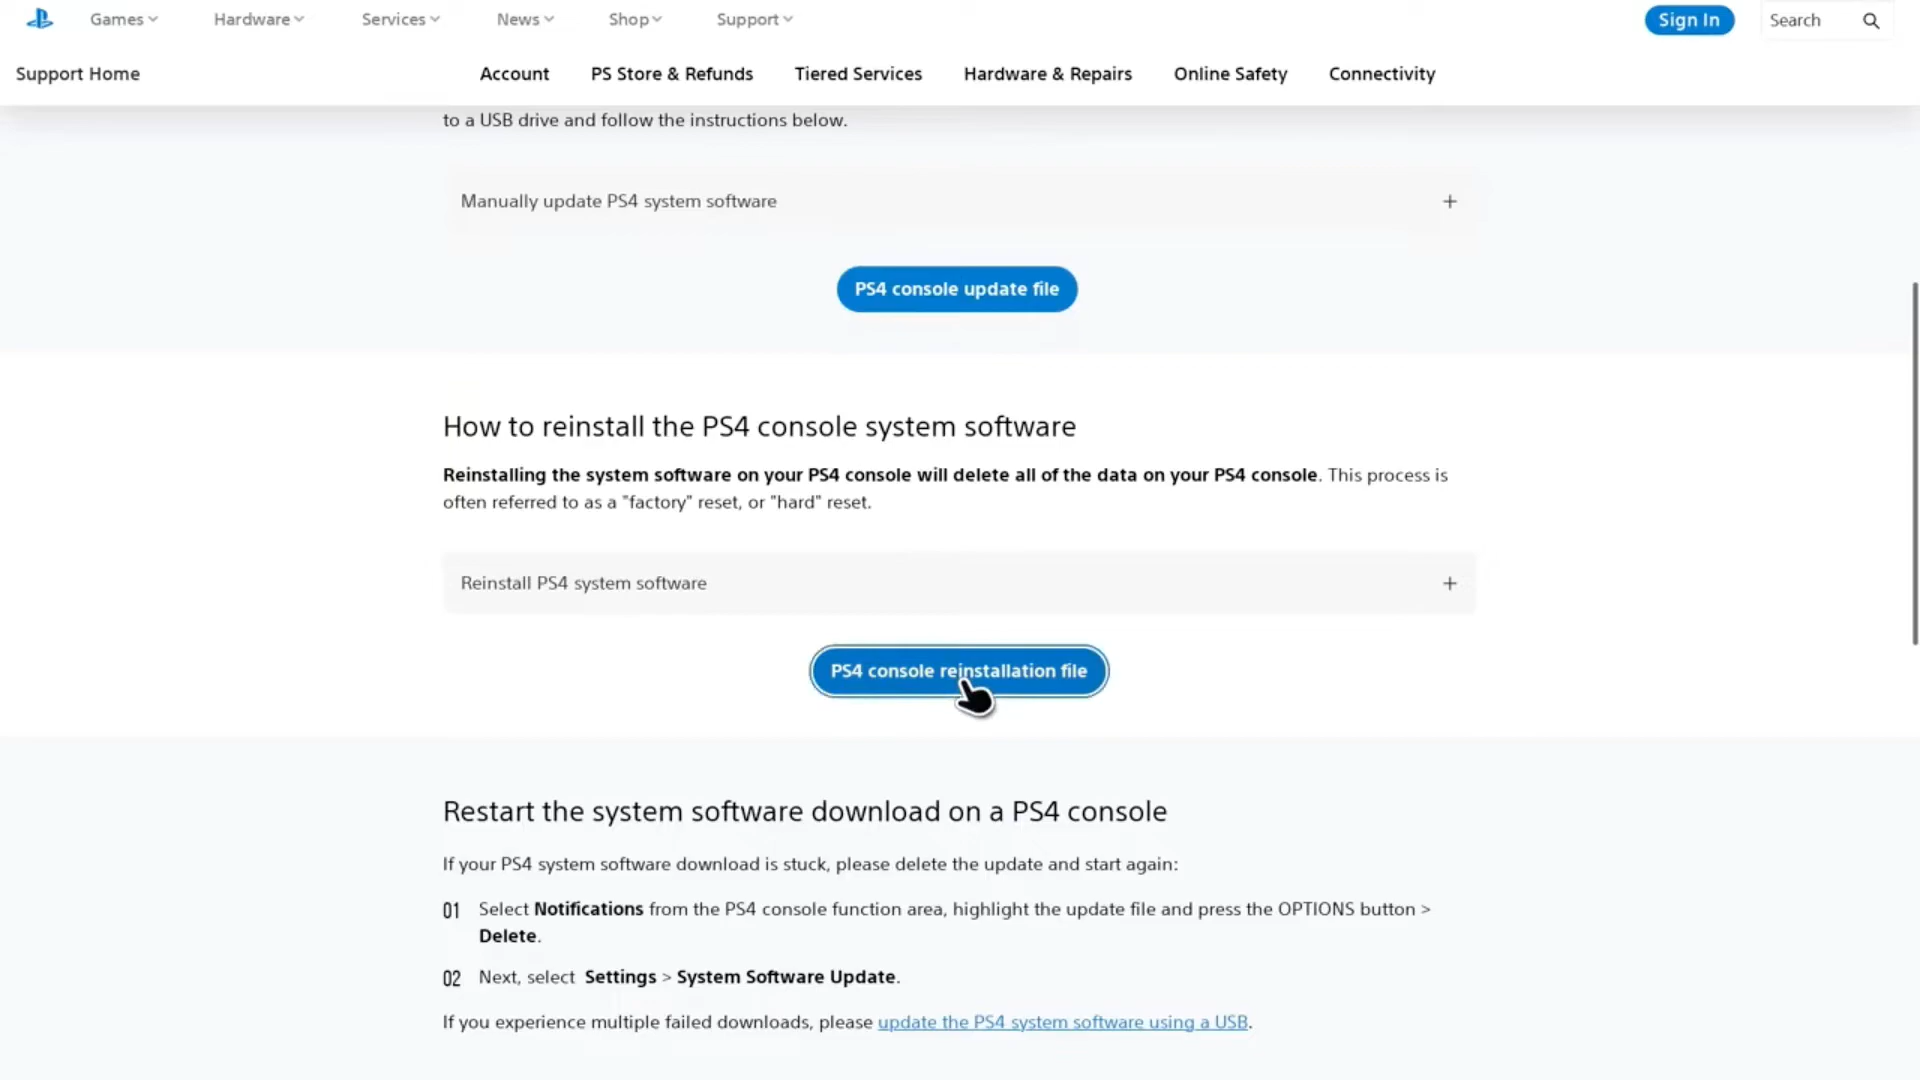 Games Hardware Services News Shop Support Sign In Search
Support Home Account PS Store & Refunds Tiered Services Hardware & Repairs Online Safety Connectivity
to a USB drive and follow the instructions below.
Manually update PS4 system software +
PS4 console update file
How to reinstall the PS4 console system software
Reinstalling the system software on your PS4 console will delete all of the data on your PS4 console. This process is
often referred to as a "factory" reset, or "hard" reset.
Reinstall PS4 system software +
PS4 console reinstallation file
Restart the system software download on a PS4 console
If your PS4 system software download is stuck, please delete the update and start again:
01 Select Notifications from the PS4 console function area, highlight the update file and press the OPTIONS button >
Delete.
02 Next, select Settings > System Software Update.
If you experience multiple failed downloads, please update the PS4 system software using a USB.